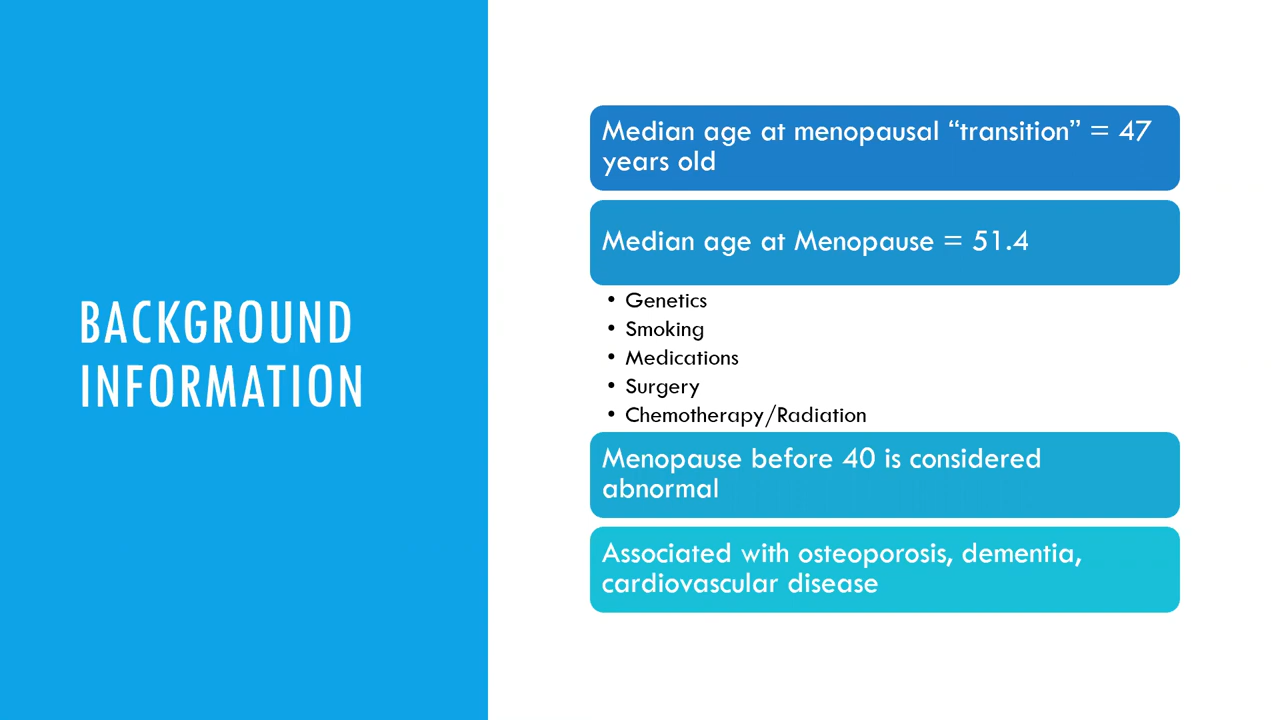 BACKGROUND
INFORMATION
Median age at menopausal “transition” = 47
years old
Median age at Menopause = 51.4
• Genetics
• Smoking
• Medications
• Surgery
• Chemotherapy/Radiation
Menopause before 40 is considered
abnormal
Associated with osteoporosis, dementia,
cardiovascular disease